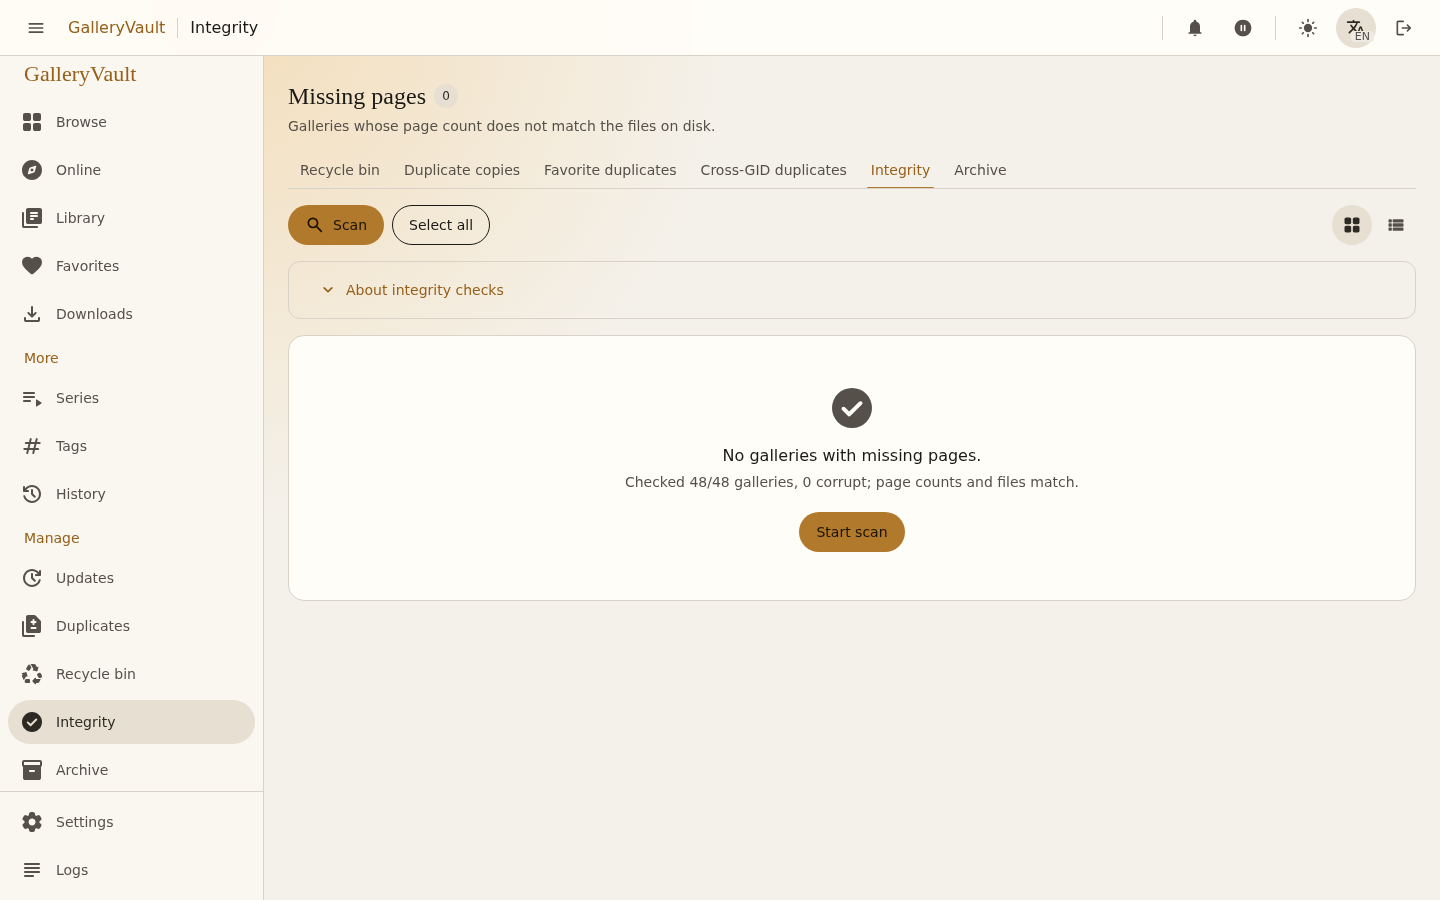 GalleryVault
Integrity
EN
GalleryVault
Browse
Online
Library
Favorites
Downloads
More
Series
Tags
History
Manage
Updates
Duplicates
Recycle bin
Integrity
Archive
Settings
Logs
Missing pages 0
Galleries whose page count does not match the files on disk.
Recycle bin Duplicate copies Favorite duplicates Cross-GID duplicates Integrity Archive
Scan Select all
About integrity checks
No galleries with missing pages.
Checked 48/48 galleries, 0 corrupt; page counts and files match.
Start scan